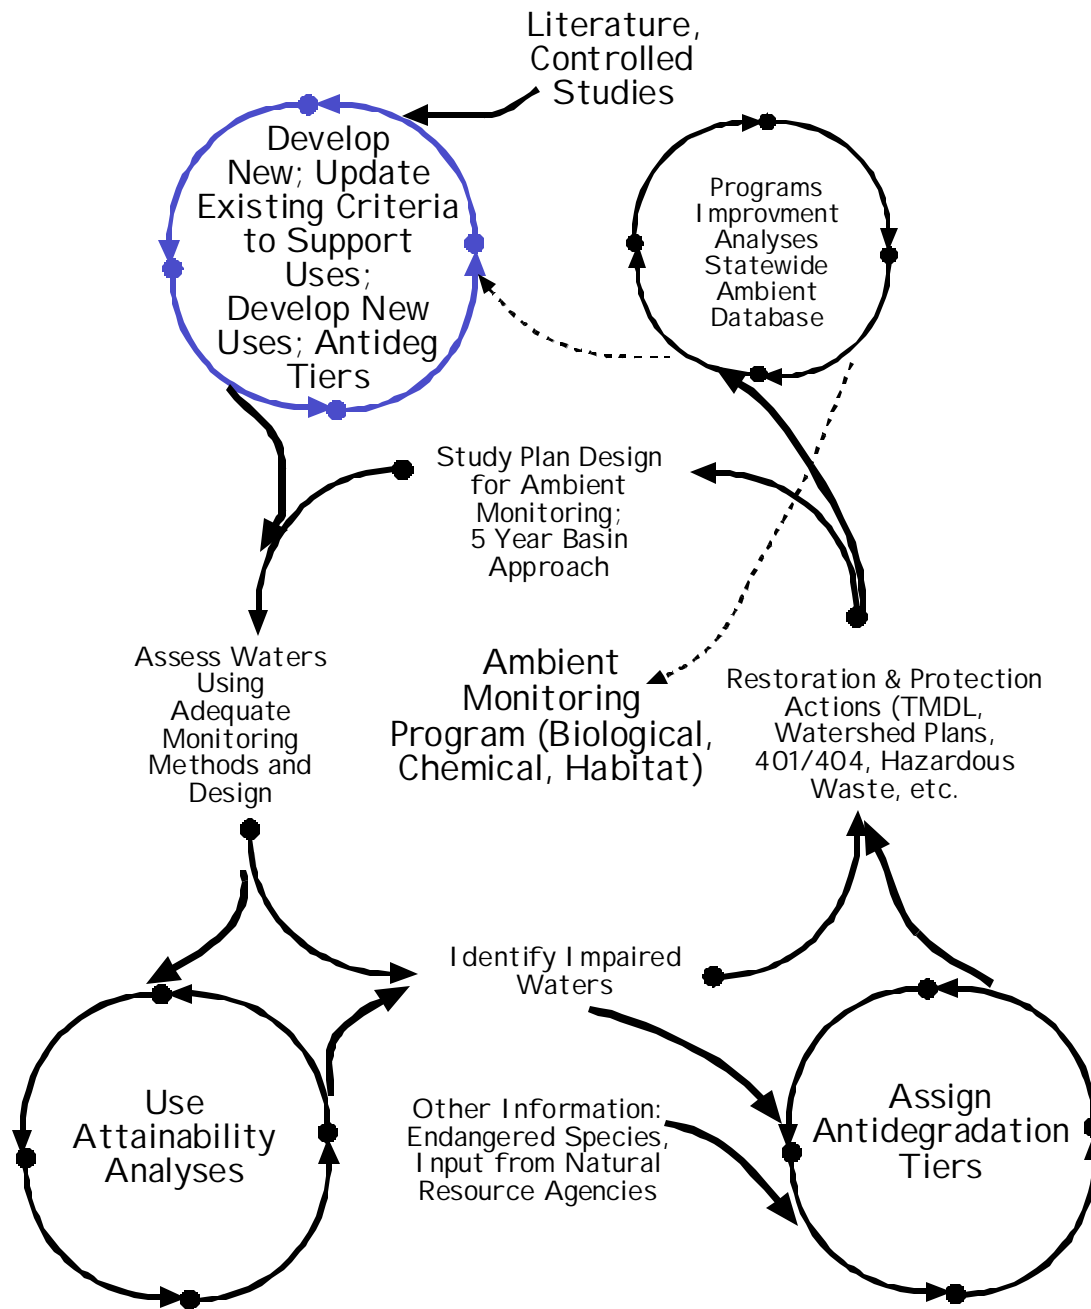 Literature,
Controlled
Studies
Develop
New; Update
Existing Criteria
to Support
Uses;
Develop New
Uses; Antideg
Tiers
Programs
Improvment
Analyses
Statewide
Ambient
Database
Study Plan Design
for Ambient
Monitoring;
5 Year Basin
Approach
Assess Waters
Using
Adequate
Monitoring
Methods and
Design
Ambient
Monitoring
Program (Biological,
Chemical, Habitat)
Restoration & Protection
Actions (TMDL,
Watershed Plans,
401/404, Hazardous
Waste, etc.
Identify Impaired
Waters
Use
Attainability
Analyses
Other Information:
Endangered Species,
Input from Natural
Resource Agencies
Assign
Antidegradation
Tiers